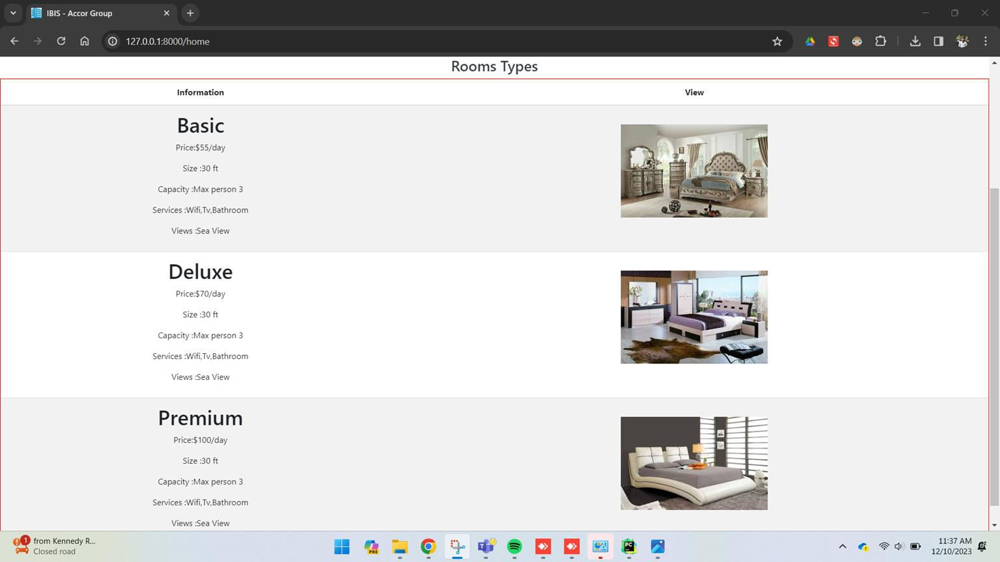 IBIS - Accor Group
127.0.0.1:8000/home
Rooms Types
Information
View
Basic
Price:$55/day
Size :30 ft
Capacity :Max person 3
Services :Wifi,Tv,Bathroom
Views :Sea View
Deluxe
Price:$70/day
Size :30 ft
Capacity :Max person 3
Services :Wifi,Tv,Bathroom
Views :Sea View
Premium
Price:$100/day
Size :30 ft
Capacity :Max person 3
Services :Wifi,Tv,Bathroom
Views :Sea View
1
from Kennedy R...
Closed road
PRE
PC
11:37 AM
12/10/2023